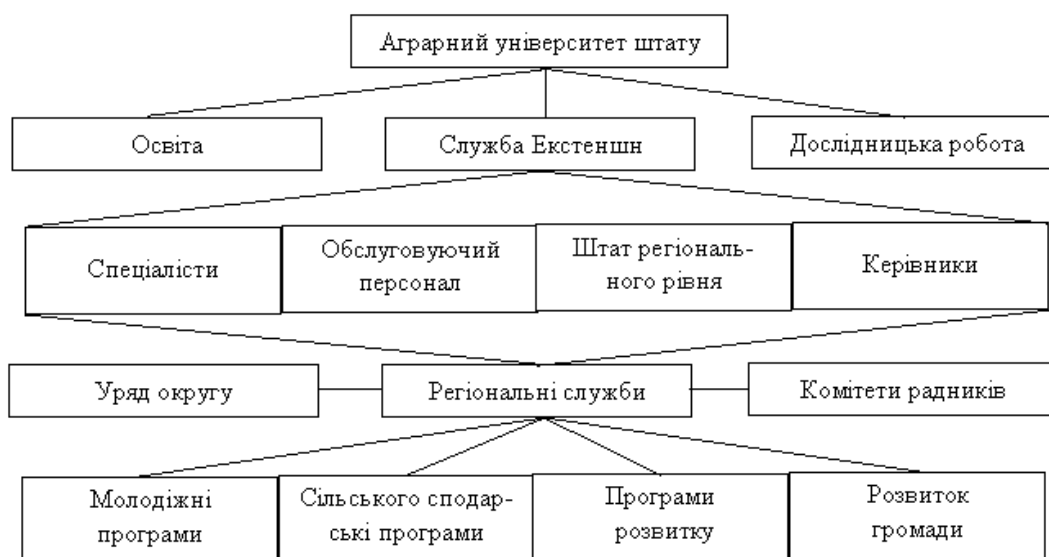 Аграрний університет штату
Освіта
Служба Екстеншн
Дослідницька робота
Спеціалісти
Обслуговуючий
персонал
Штат регіональ-
ного рівня
Керівники
Уряд округу
Регіональні служби
Комітети радників
Молодіжні
програми
Сільського сподар-
ські програми
Програми
розвитку
Розвиток
громади